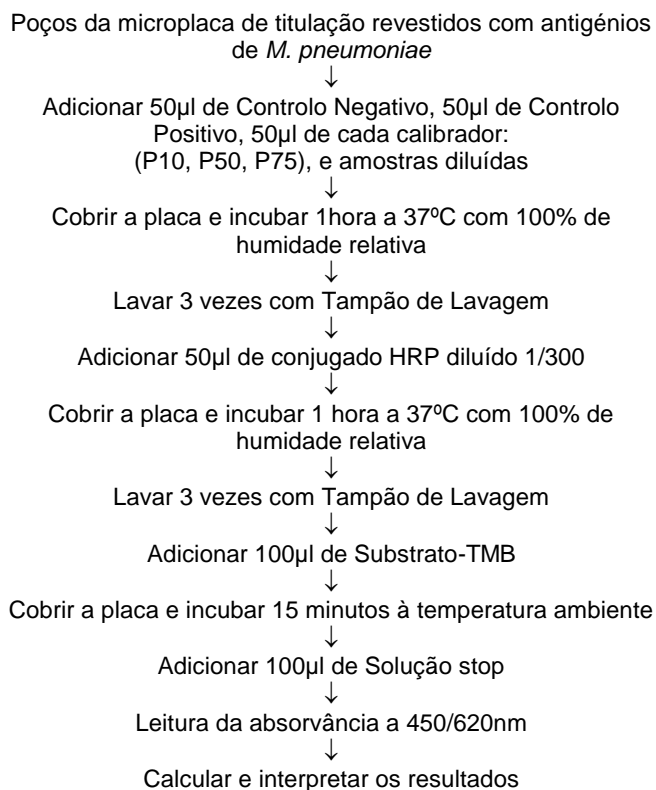 Poços da microplaca de titulação revestidos com antigénios
de M. pneumoniae
↓
Adicionar 50µl de Controlo Negativo, 50µl de Controlo
Positivo, 50µl de cada calibrador:
(P10, P50, P75), e amostras diluídas
↓
Cobrir a placa e incubar 1hora a 37ºC com 100% de
humidade relativa
↓
Lavar 3 vezes com Tampão de Lavagem
↓
Adicionar 50µl de conjugado HRP diluído 1/300
↓
Cobrir a placa e incubar 1 hora a 37ºC com 100% de
humidade relativa
↓
Lavar 3 vezes com Tampão de Lavagem
↓
Adicionar 100µl de Substrato-TMB
↓
Cobrir a placa e incubar 15 minutos à temperatura ambiente
↓
Adicionar 100µl de Solução stop
↓
Leitura da absorvância a 450/620nm
↓
Calcular e interpretar os resultados